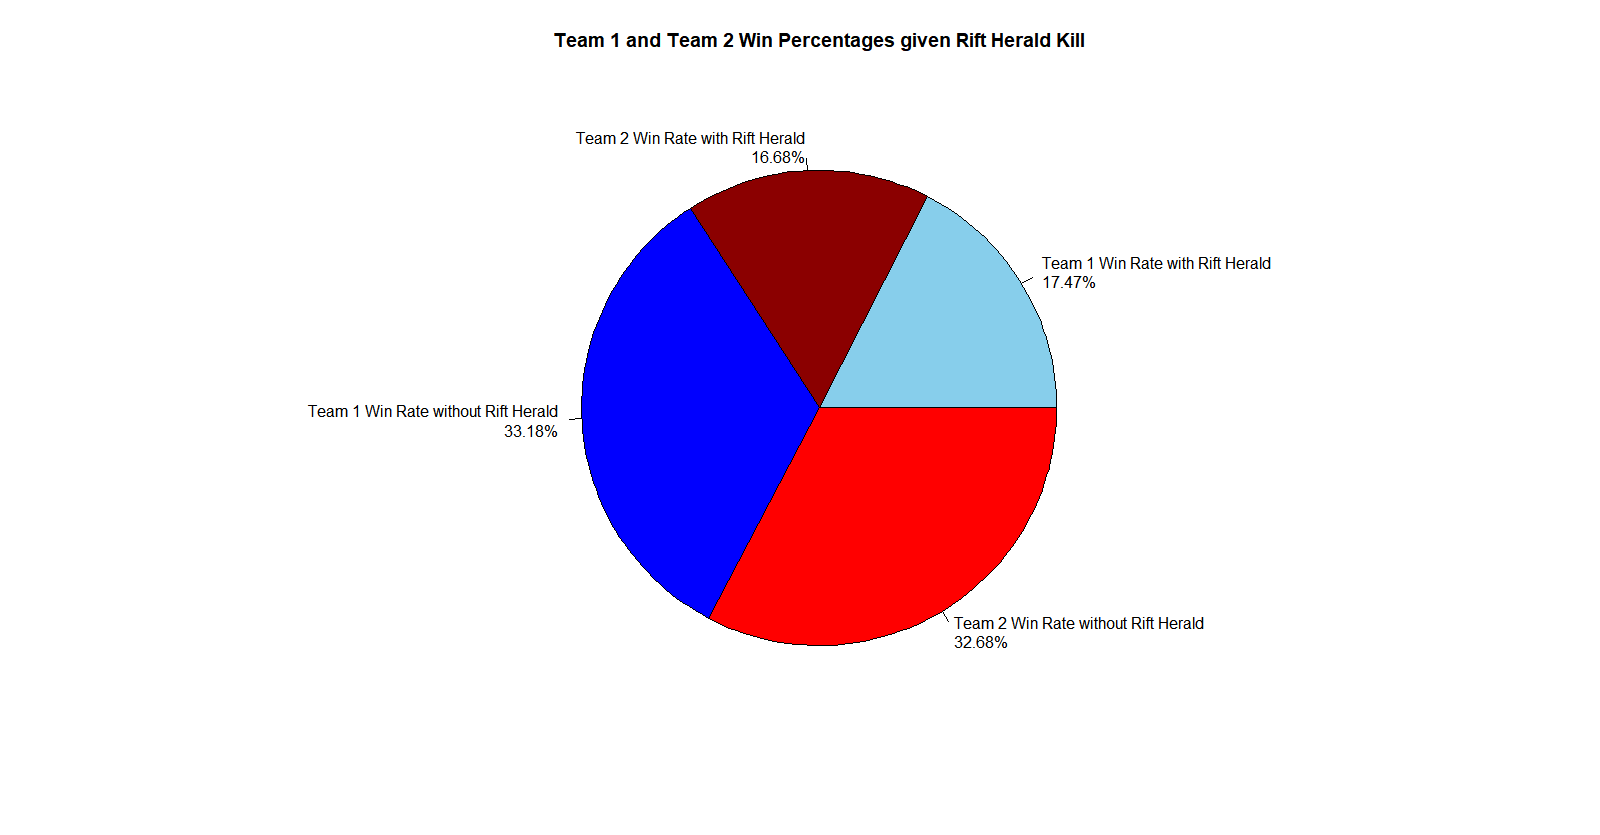 Team 1 and Team 2 Win Percentages given Rift Herald Kill
Team 2 Win Rate with Rift Herald
16.68%
Team 1 Win Rate with Rift Herald
17.47%
Team 1 Win Rate without Rift Herald
33.18%
Team 2 Win Rate without Rift Herald
32.68%